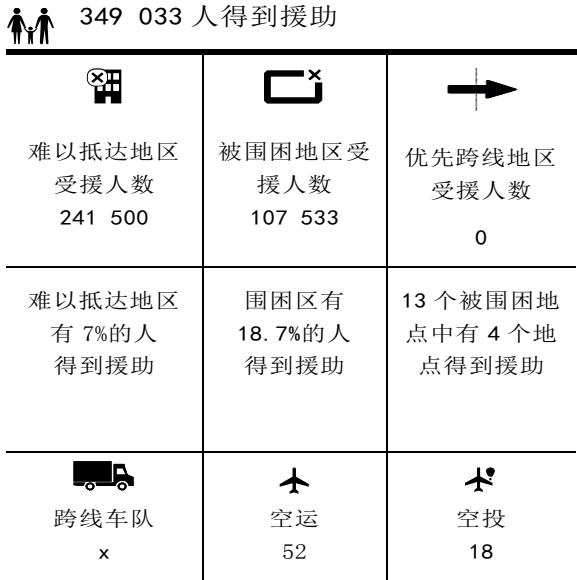 349 033 人得到援助
难以抵达地区
受援人数
241 500
被围困地区受
援人数
107 533
优先跨线地区
受援人数
0
难以抵达地区
有 7%的人
得到援助
围困区有
18.7%的人
得到援助
13 个被围困地
点中有 4 个地
点得到援助
跨线车队
x
空运
52
空投
18